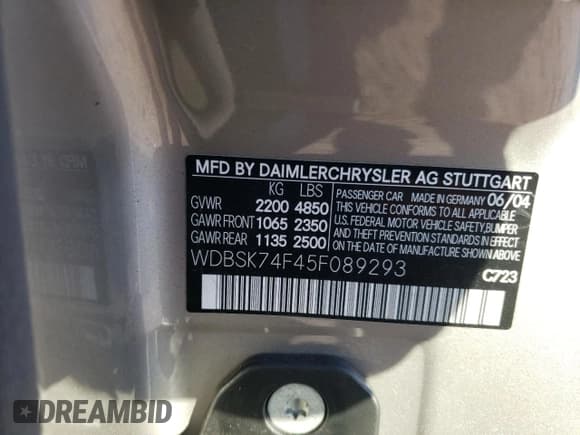 MFD BY DAIMLERCHRYSLER AG STUTTGART
KG LBS
GVWR 2200 4850
GAWR FRONT 1065 2350
GAWR REAR 1135 2500
PASSENGER CAR MADE IN GERMANY 06/04
THIS VEHICLE CONFORMS TO ALL APPLICABLE
U.S. FEDERAL MOTOR VEHICLE SAFETY, BUMPER
AND THEFT PREVENTION STANDARDS IN EFFECT
ON THE DATE OF MANUFACTURE SHOWN ABOVE.
WDBSK74F45F089293
C723
DREAMBID